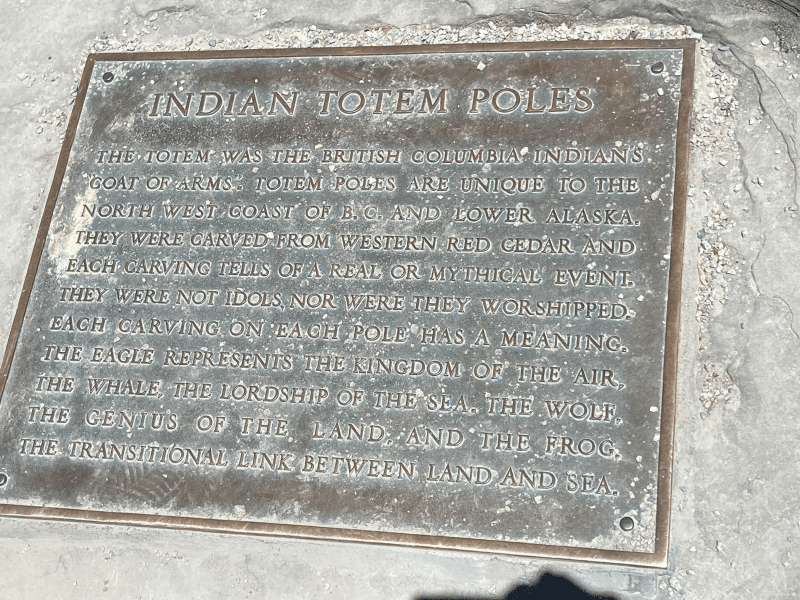 INDIAN TOTEM POLES
THE TOTEM WAS THE BRITISH COLUMBIA INDIAN'S
"COAT OF ARMS". TOTEM POLES ARE UNIQUE TO THE
NORTH WEST COAST OF B.C. AND LOWER ALASKA.
THEY WERE CARVED FROM WESTERN RED CEDAR AND
EACH CARVING TELLS OF A REAL OR MYTHICAL EVENT.
THEY WERE NOT IDOLS, NOR WERE THEY WORSHIPPED.
EACH CARVING ON EACH POLE HAS A MEANING.
THE EAGLE REPRESENTS THE KINGDOM OF THE AIR,
THE WHALE, THE LORDSHIP OF THE SEA. THE WOLF,
THE GENIUS OF THE LAND. AND THE FROG,
THE TRANSITIONAL LINK BETWEEN LAND AND SEA.